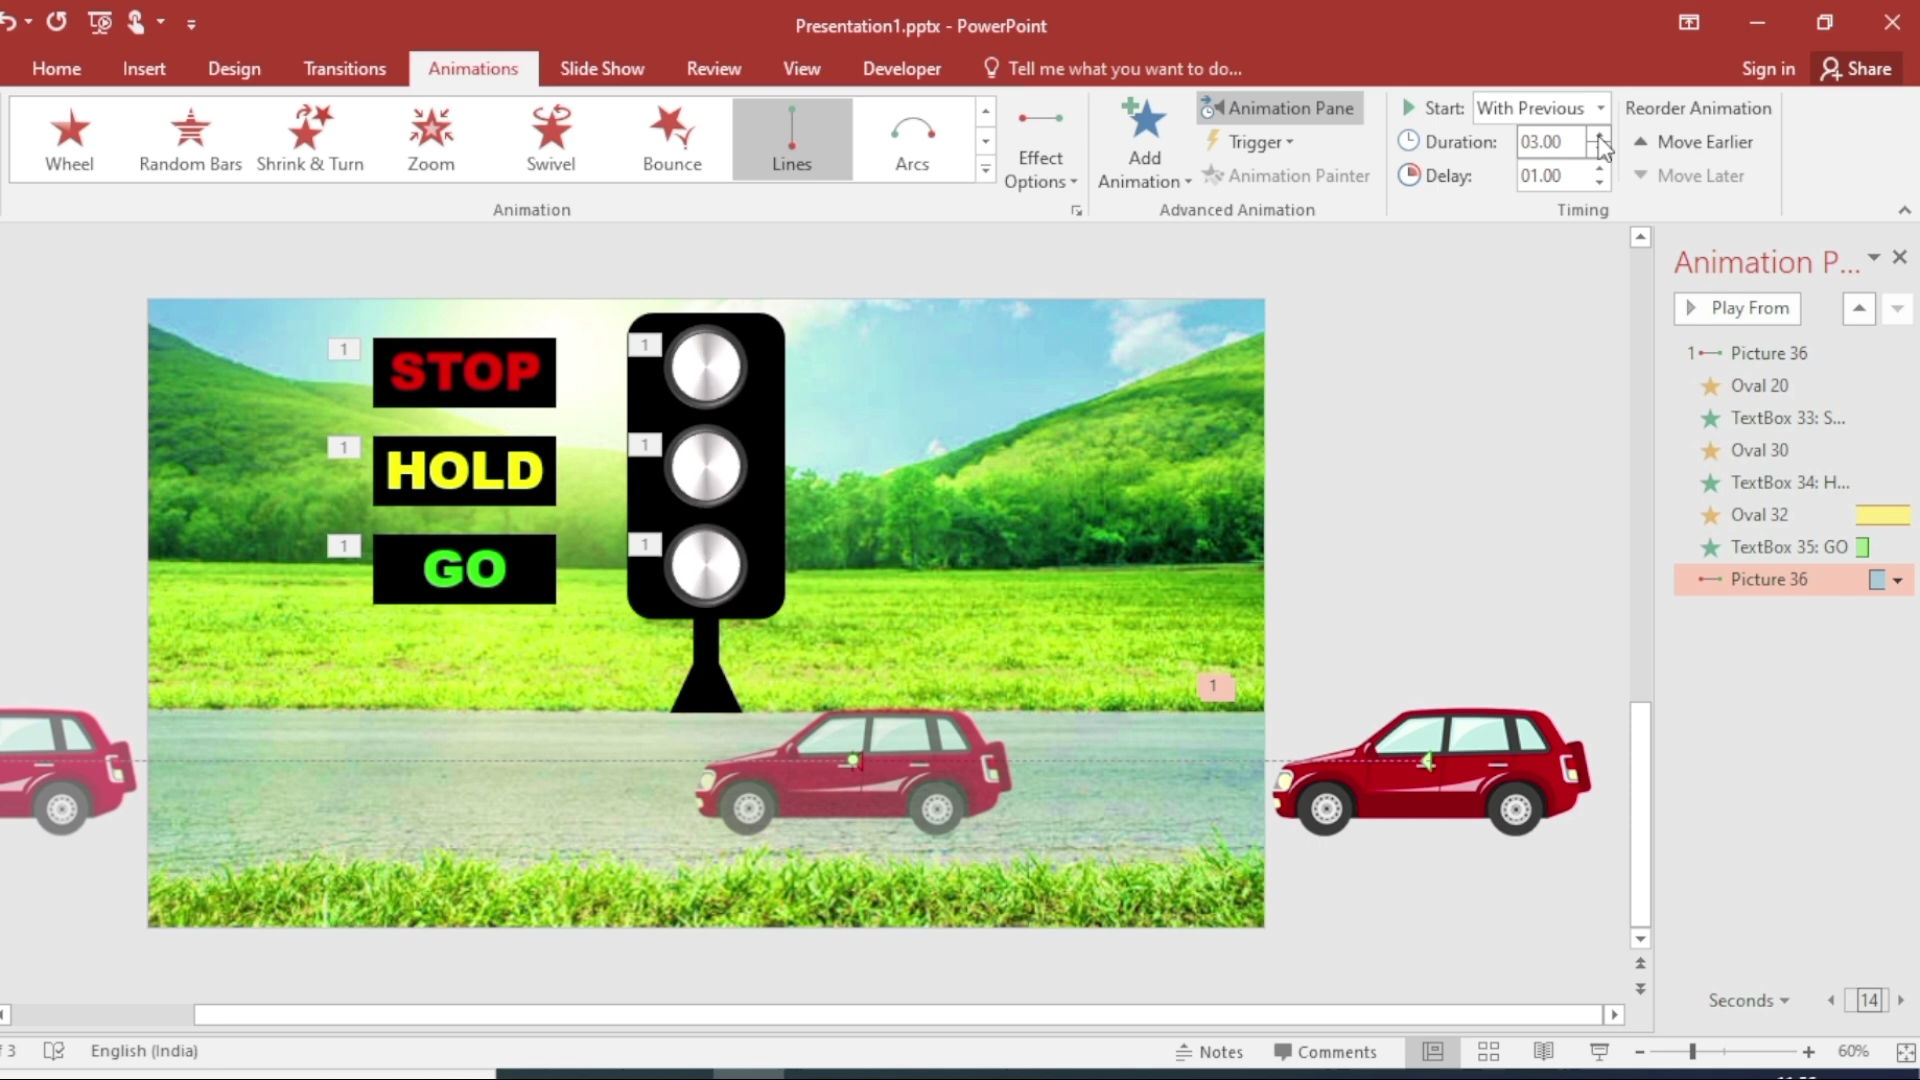 Presentation1.pptx - PowerPoint
Home Insert Design Transitions Animations Slide Show Review View Developer Tell me what you want to do... Sign in Share
Wheel Random Bars Shrink & Turn Zoom Swivel Bounce Lines Arcs
Effect Options
Add Animation
Animation Pane
Trigger
Animation Painter
Start: With Previous
Duration: 03.00
Delay: 01.00
Reorder Animation
Move Earlier
Move Later
Animation
Advanced Animation
Timing
1 STOP 1
1 HOLD 1
1 GO 1
1
Animation P...
Play From
1 Picture 36
Oval 20
TextBox 33: S...
Oval 30
TextBox 34: H...
Oval 32
TextBox 35: GO
Picture 36
Seconds 14
3 English (India) Notes Comments 60%